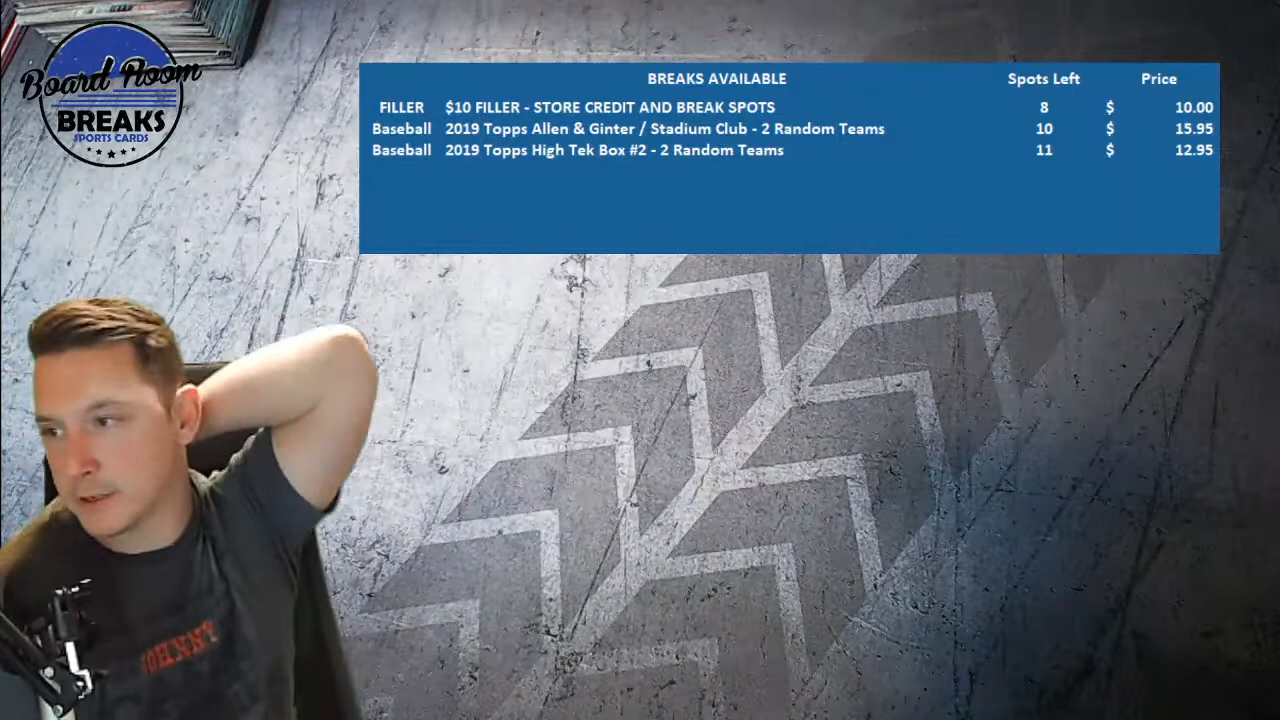 Board Room
BREAKS
SPORTS CARDS
BREAKS AVAILABLE Spots Left Price
FILLER $10 FILLER - STORE CREDIT AND BREAK SPOTS 8 $ 10.00
Baseball 2019 Topps Allen & Ginter / Stadium Club - 2 Random Teams 10 $ 15.95
Baseball 2019 Topps High Tek Box #2 - 2 Random Teams 11 $ 12.95
JOHNNY